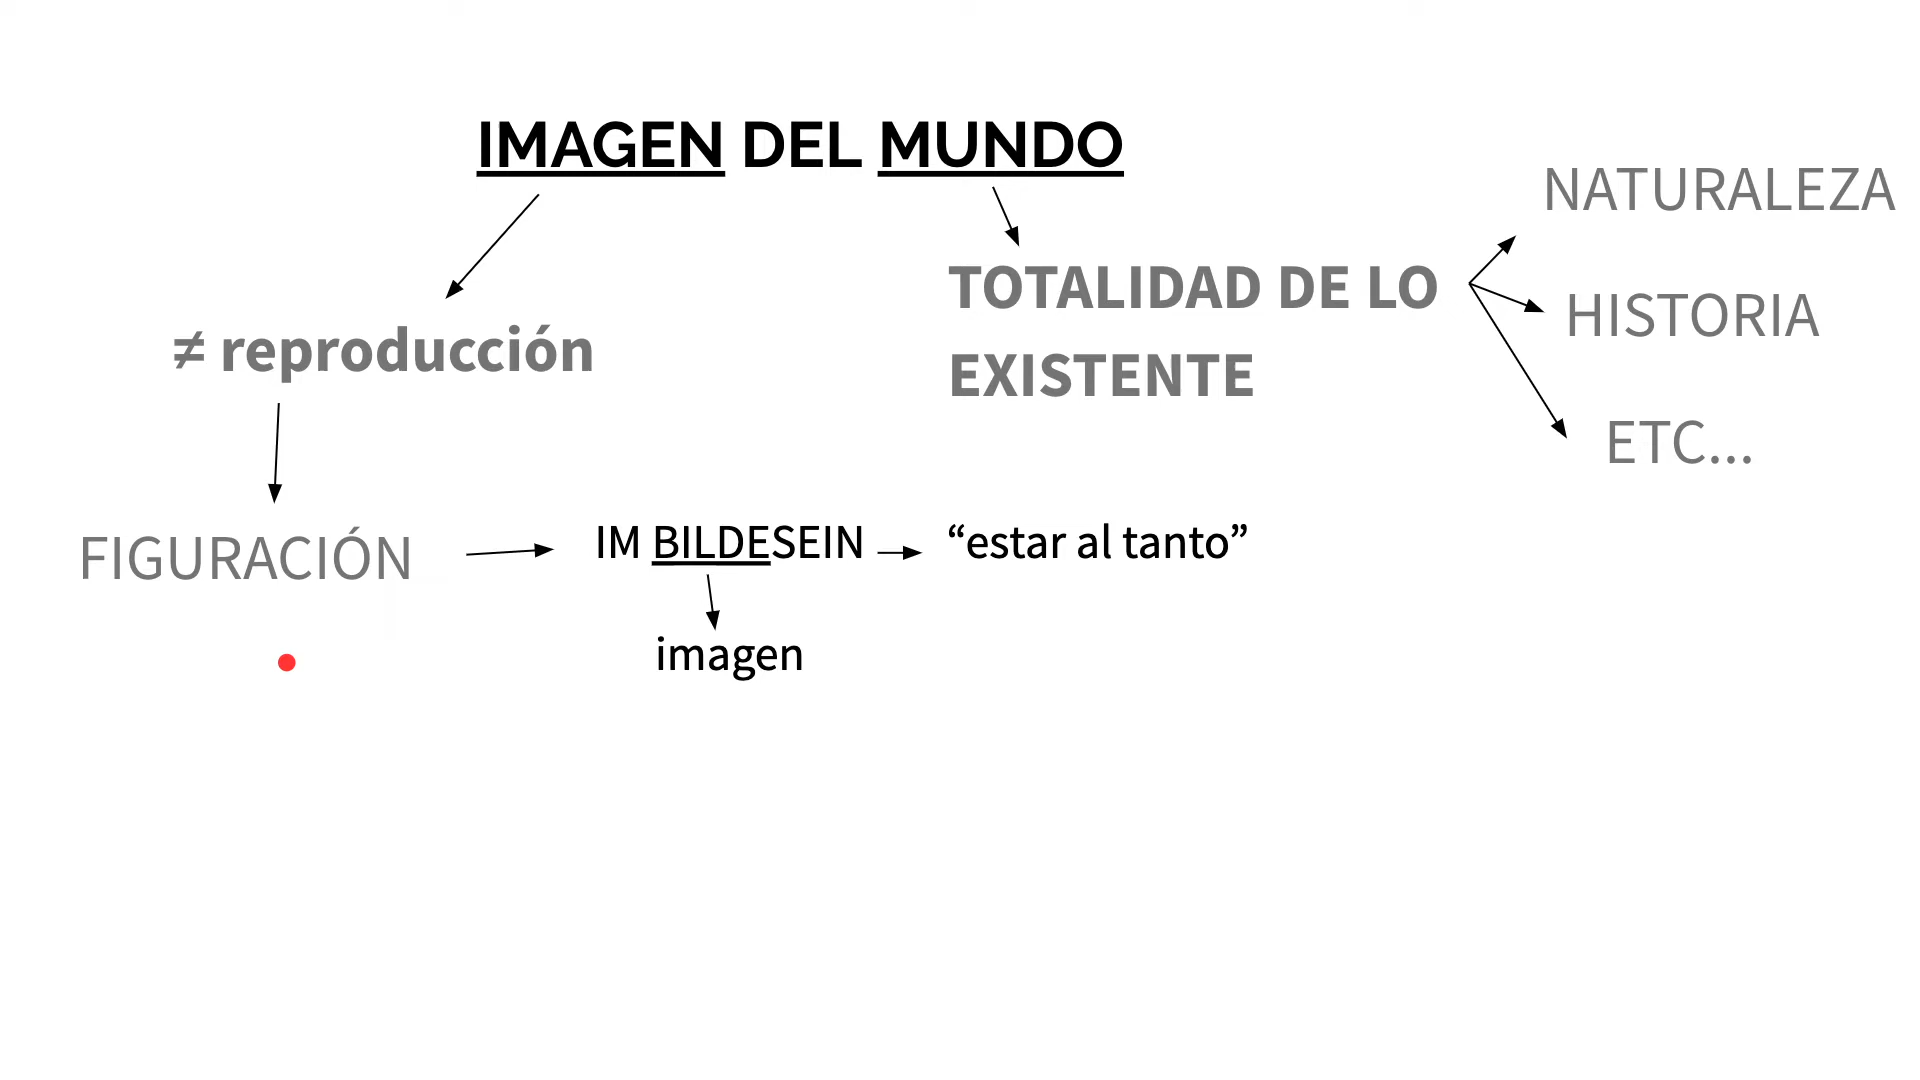 IMAGEN DEL MUNDO
NATURALEZA
TOTALIDAD DE LO
EXISTENTE
HISTORIA
ETC...
≠ reproducción
FIGURACIÓN
IM BILDESEIN
“estar al tanto”
imagen